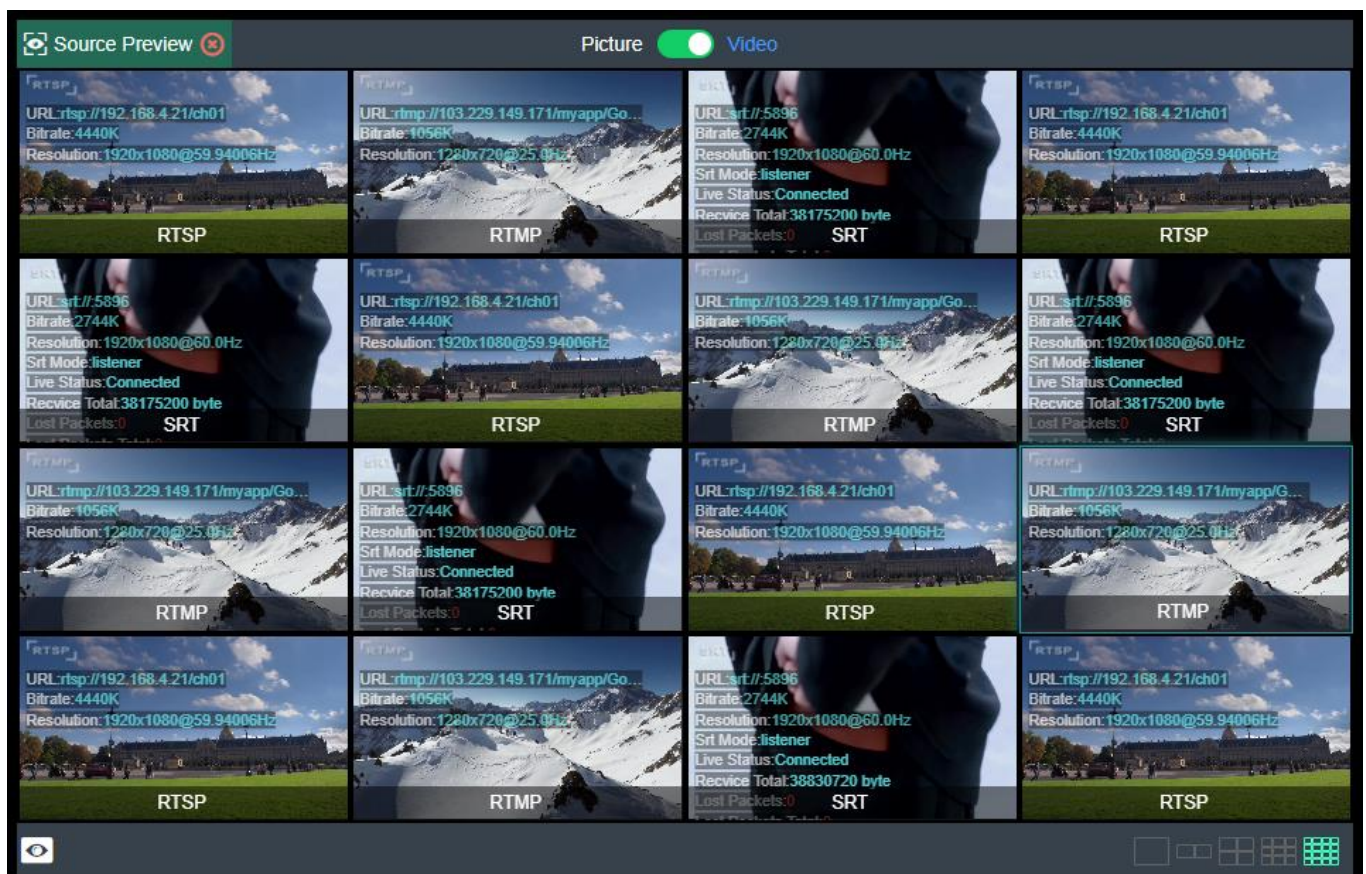 Source Preview
Picture Video
RTSP
URL:rtsp://192.168.4.21/ch01
Bitrate:4440K
Resolution:1920x1080@59.94006Hz
RTSP
RTMP
URL:rtmp://103.229.149.171/myapp/Go...
Bitrate:1056K
Resolution:1280x720@25.0Hz
RTMP
SRT
URL:srt://:5896
Bitrate:2744K
Resolution:1920x1080@60.0Hz
Srt Mode:listener
Live Status:Connected
Recvice Total:38175200 byte
Lost Packets:0
SRT
RTSP
URL:rtsp://192.168.4.21/ch01
Bitrate:4440K
Resolution:1920x1080@59.94006Hz
RTSP
SRT
URL:srt://:5896
Bitrate:2744K
Resolution:1920x1080@60.0Hz
Srt Mode:listener
Live Status:Connected
Recvice Total:38175200 byte
Lost Packets:0
SRT
Lost Packets Total:0
RTSP
URL:rtsp://192.168.4.21/ch01
Bitrate:4440K
Resolution:1920x1080@59.94006Hz
RTSP
RTMP
URL:rtmp://103.229.149.171/myapp/Go...
Bitrate:1056K
Resolution:1280x720@25.0Hz
RTMP
SRT
URL:srt://:5896
Bitrate:2744K
Resolution:1920x1080@60.0Hz
Srt Mode:listener
Live Status:Connected
Recvice Total:38175200 byte
Lost Packets:0
SRT
Lost Packets Total:0
RTMP
URL:rtmp://103.229.149.171/myapp/Go...
Bitrate:1056K
Resolution:1280x720@25.0Hz
RTMP
SRT
URL:srt://:5896
Bitrate:2744K
Resolution:1920x1080@60.0Hz
Srt Mode:listener
Live Status:Connected
Recvice Total:38175200 byte
Lost Packets:0
SRT
RTSP
URL:rtsp://192.168.4.21/ch01
Bitrate:4440K
Resolution:1920x1080@59.94006Hz
RTSP
RTMP
URL:rtmp://103.229.149.171/myapp/G...
Bitrate:1056K
Resolution:1280x720@25.0Hz
RTMP
RTSP
URL:rtsp://192.168.4.21/ch01
Bitrate:4440K
Resolution:1920x1080@59.94006Hz
RTSP
RTMP
URL:rtmp://103.229.149.171/myapp/Go...
Bitrate:1056K
Resolution:1280x720@25.0Hz
RTMP
SRT
URL:srt://:5896
Bitrate:2744K
Resolution:1920x1080@60.0Hz
Srt Mode:listener
Live Status:Connected
Recvice Total:38830720 byte
Lost Packets:0
SRT
RTSP
URL:rtsp://192.168.4.21/ch01
Bitrate:4440K
Resolution:1920x1080@59.94006Hz
RTSP